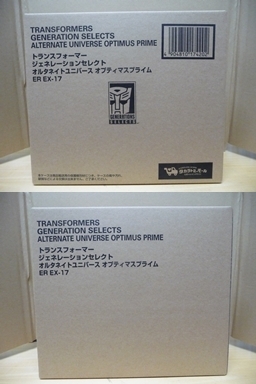 TRANSFORMERS
GENERATION SELECTS
ALTERNATE UNIVERSE OPTIMUS PRIME
トランスフォーマー
ジェネレーションセレクト
オルタネイトユニバース オプティマスプライム
ER EX-17
4 904810 174202
GENERATIONS
SELECTS
TRANSFORMERS
GENERATION SELECTS
ALTERNATE UNIVERSE OPTIMUS PRIME
トランスフォーマー
ジェネレーションセレクト
オルタネイトユニバース オプティマスプライム
ER EX-17